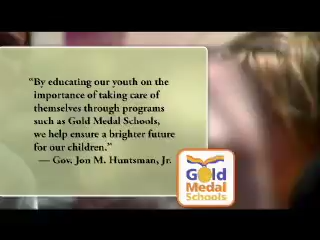 “By educating our youth on the
importance of taking care of
themselves through programs
such as Gold Medal Schools,
we help ensure a brighter future
for our children.”
— Gov. Jon M. Huntsman, Jr.
Gold
Medal
Schools